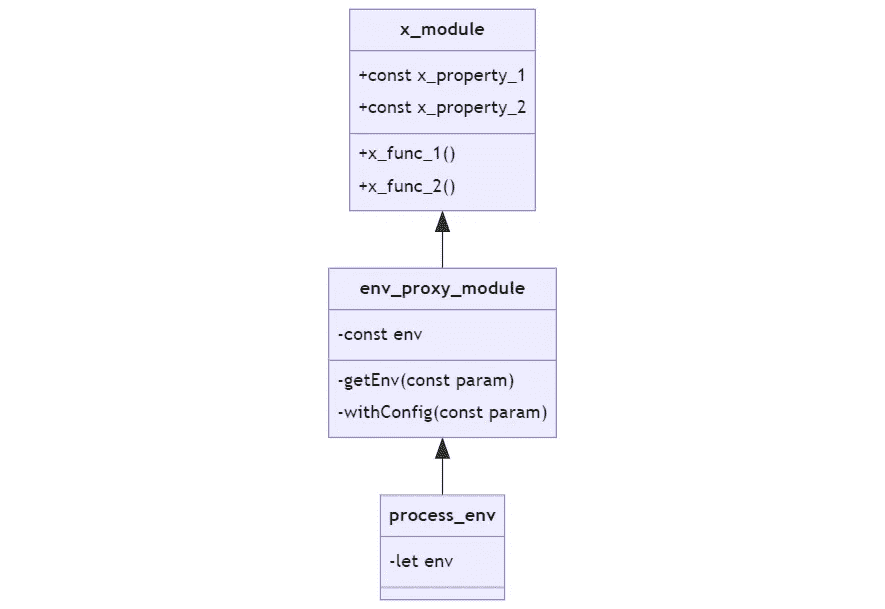 x_module
+const x_property_1
+const x_property_2
+x_func_1()
+x_func_2()
env_proxy_module
-const env
-getEnv(const param)
-withConfig(const param)
process_env
-let env